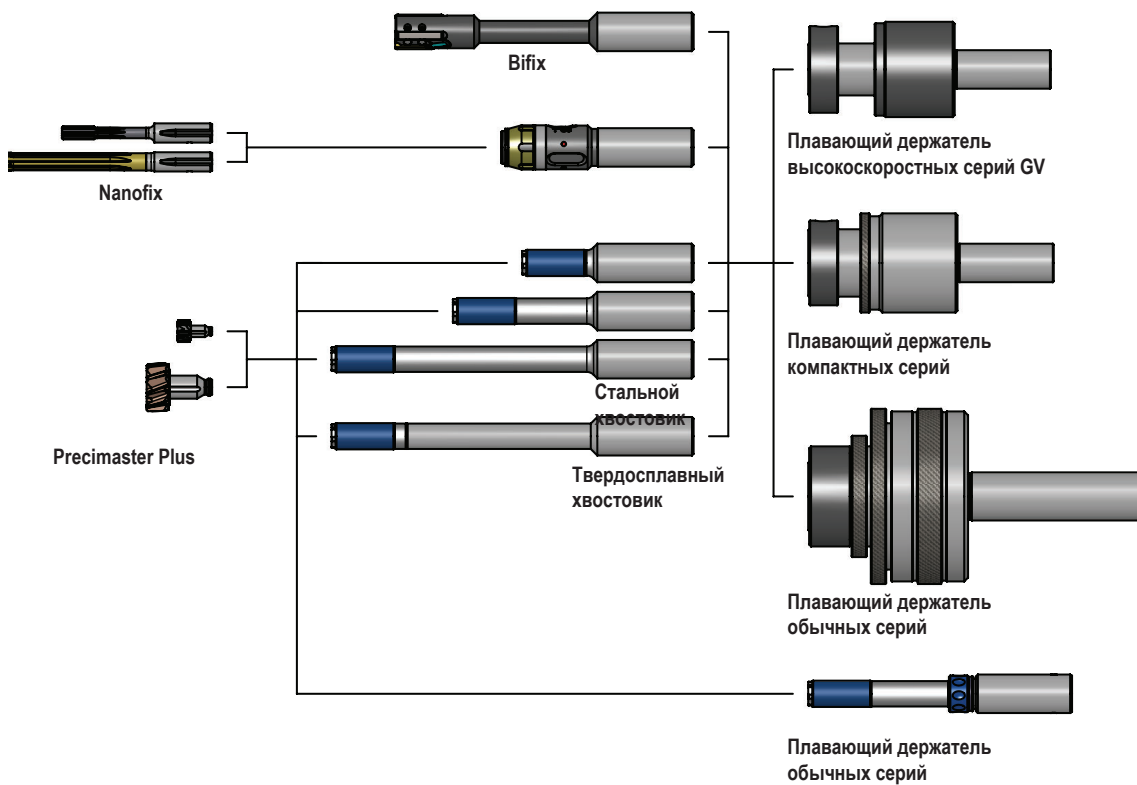 Bifix
Плавающий держатель
высокоскоростных серий GV
Nanofix
Плавающий держатель
компактных серий
Стальной
хвостовик
Precimaster Plus
Твердосплавный
хвостовик
Плавающий держатель
обычных серий
Плавающий держатель
обычных серий